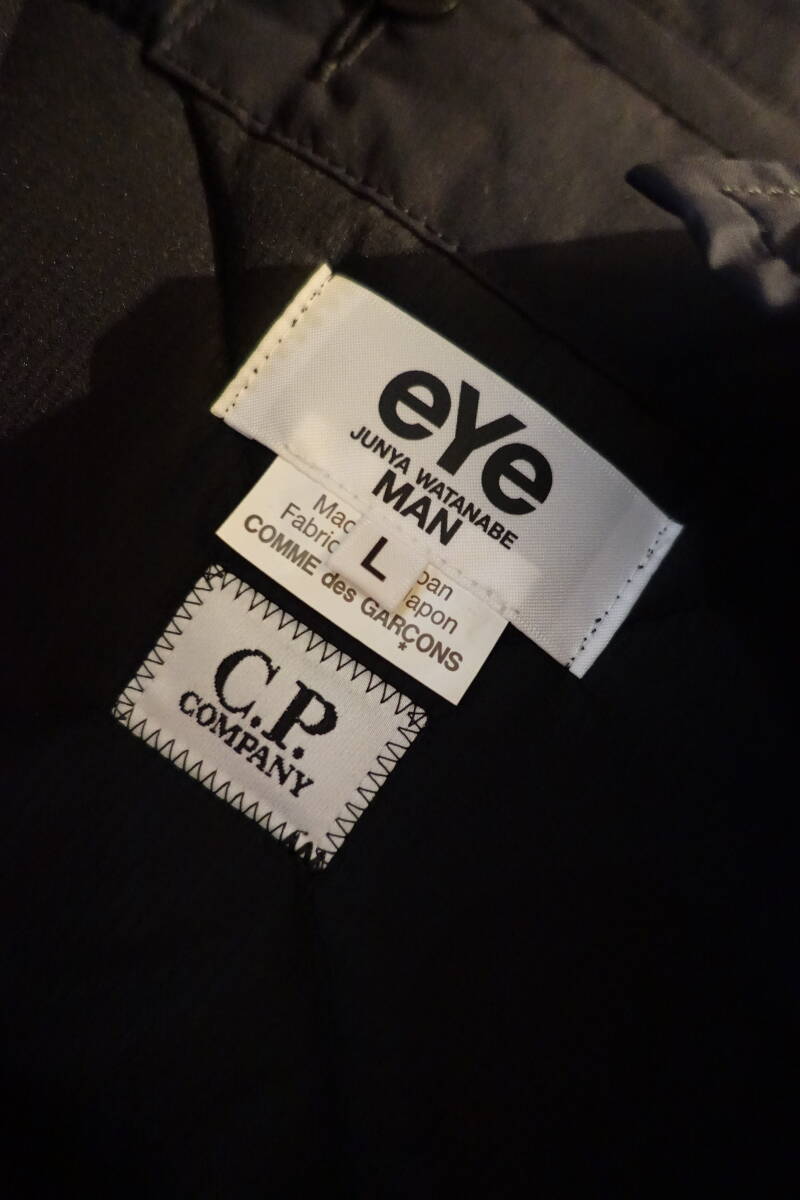 eYe
JUNYA WATANABE
MAN
L
COMME des GARÇONS
*
C.P.
COMPANY